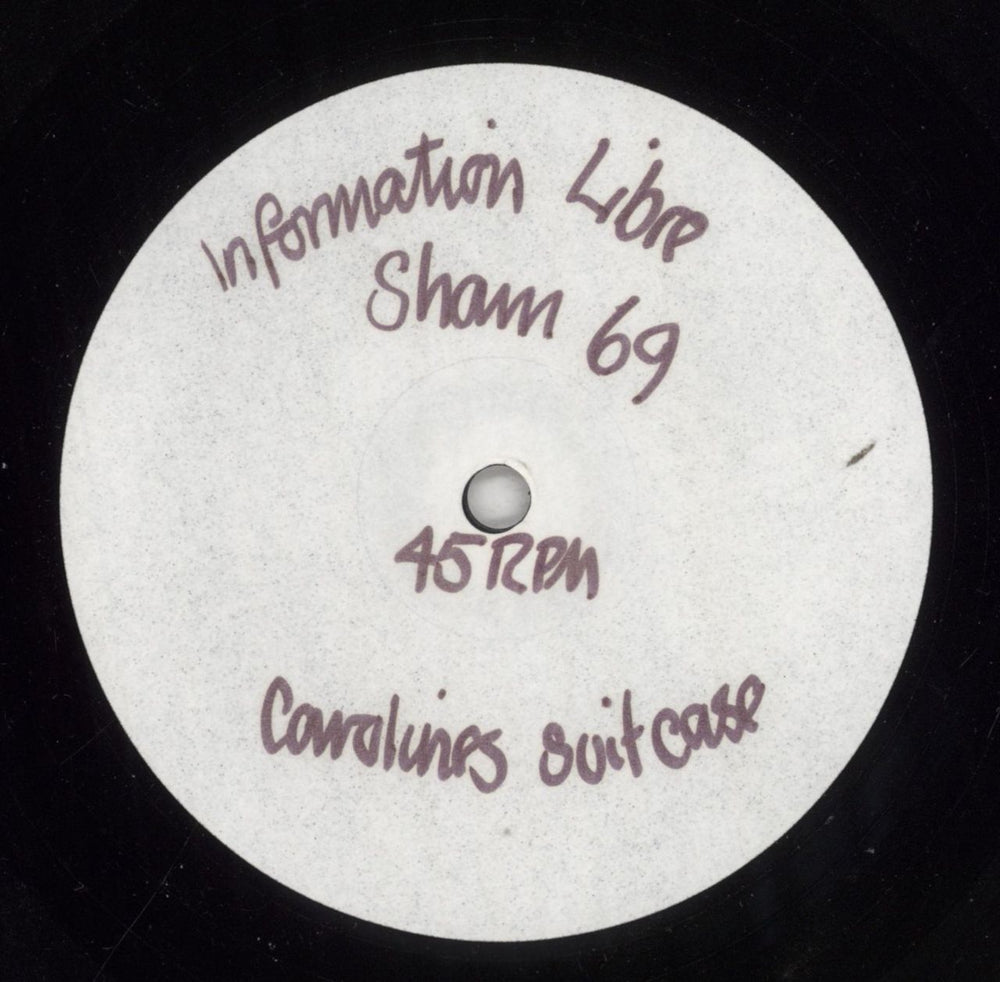 Information Libre
Sham 69
45 RPM
Carolines suitcase